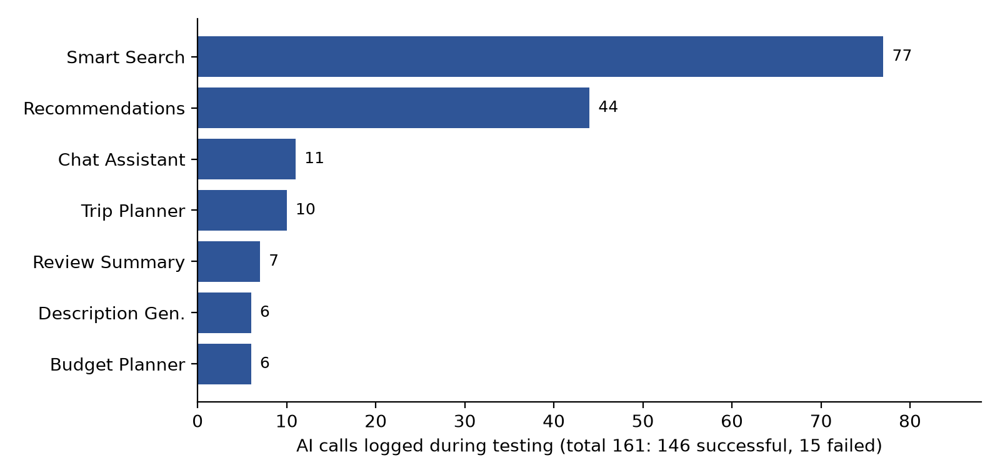 Smart Search 77
Recommendations 44
Chat Assistant 11
Trip Planner 10
Review Summary 7
Description Gen. 6
Budget Planner 6
0 10 20 30 40 50 60 70 80
AI calls logged during testing (total 161: 146 successful, 15 failed)